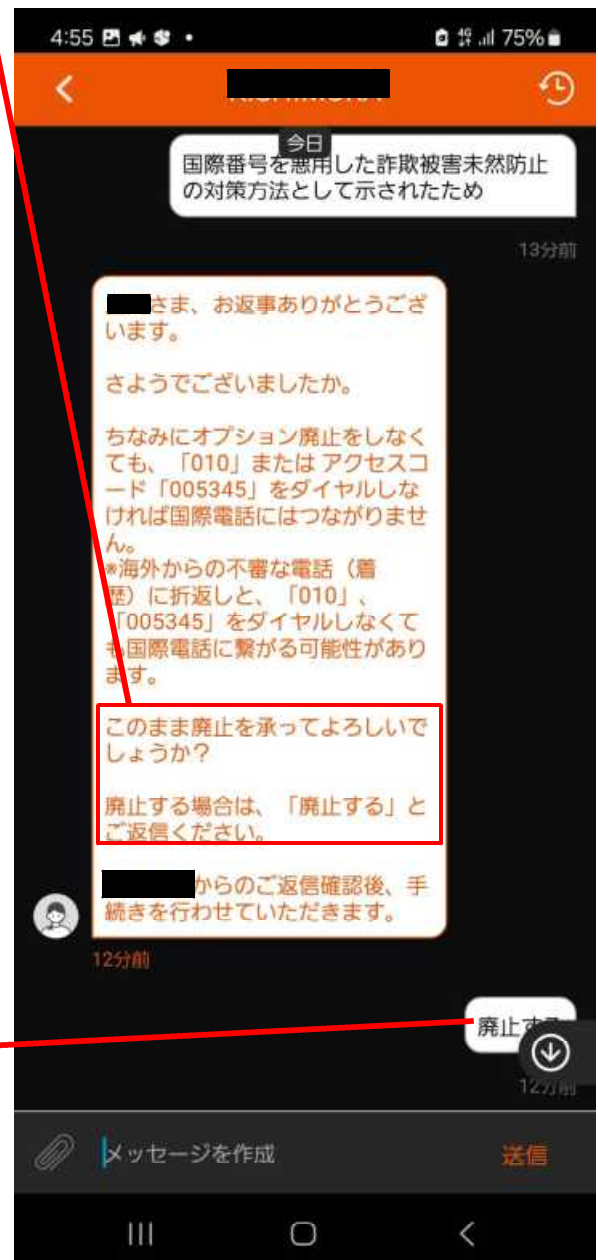 4:55
4G
75%
今日
国際番号を悪用した詐欺被害未然防止
の対策方法として示されたため
13分前
さま、お返事ありがとうござ
います。
さようでございましたか。
ちなみにオプション廃止をしなく
ても、「010」または アクセスコ
ード「005345」をダイヤルしな
ければ国際電話にはつながりませ
ん。
*海外からの不審な電話（着
歴）に折返しと、「010」、
「005345」をダイヤルしなくて
も国際電話に繋がる可能性があり
ます。
このまま廃止を承ってよろしいで
しょうか？
廃止する場合は、「廃止する」と
ご返信ください。
からのご返信確認後、手
続きを行わせていただきます。
12分前
廃止する
12分前
メッセージを作成
送信